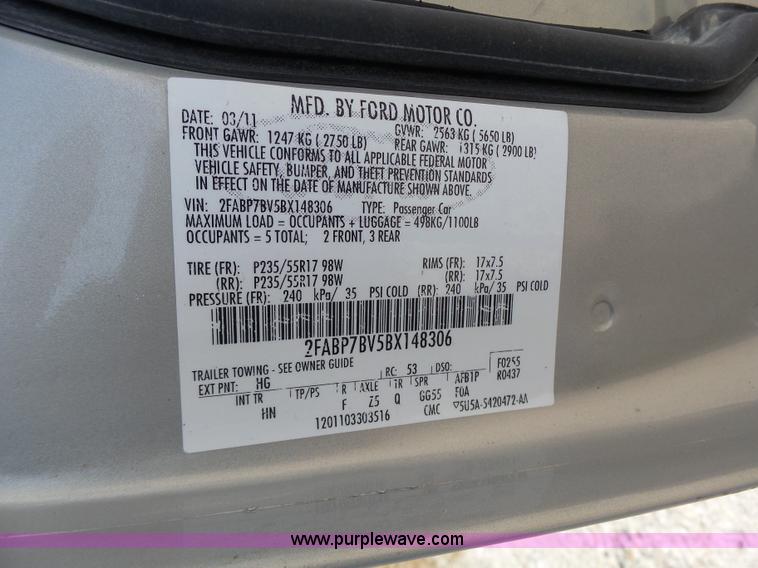 MFD. BY FORD MOTOR CO.
DATE: 03/11 GVWR: 2563 KG ( 5650 LB)
FRONT GAWR: 1247 KG ( 2750 LB) REAR GAWR: 1315 KG ( 2900 LB)
THIS VEHICLE CONFORMS TO ALL APPLICABLE FEDERAL MOTOR
VEHICLE SAFETY, BUMPER, AND THEFT PREVENTION STANDARDS
IN EFFECT ON THE DATE OF MANUFACTURE SHOWN ABOVE.
VIN: 2FABP7BV5BX148306 TYPE: Passenger Car
MAXIMUM LOAD = OCCUPANTS + LUGGAGE = 498KG/1100LB
OCCUPANTS = 5 TOTAL; 2 FRONT, 3 REAR
TIRE (FR): P235/55R17 98W RIMS (FR): 17x7.5
(RR): P235/55R17 98W (RR): 17x7.5
PRESSURE (FR): 240 kPa/ 35 PSI COLD (RR): 240 kPa/ 35 PSI COLD
2FABP7BV5BX148306
TRAILER TOWING - SEE OWNER GUIDE RC: 53 DSO: F0255
EXT PNT: HG R0437
INT TR TP/PS R AXLE TR SPR AFB1P
HN F Z5 Q GG55 F0A
1201103303516 CMC ▽5U5A-5420472-AA
www.purplewave.com